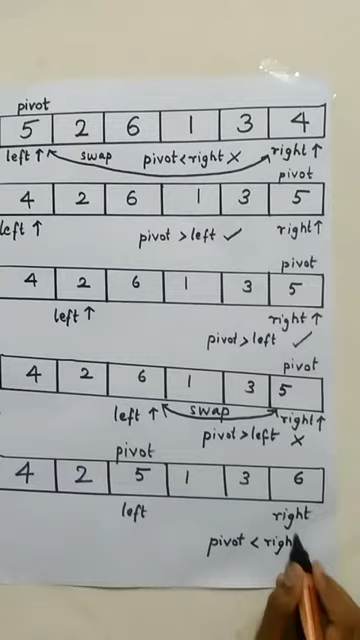 pivot
5 2 6 1 3 4
left ↑ swap pivot < right ✗ right ↑
pivot
4 2 6 1 3 5
left ↑ pivot > left ✓ right ↑
pivot
4 2 6 1 3 5
left ↑ right ↑
pivot > left ✓
pivot
4 2 6 1 3 5
left ↑ swap right ↑
pivot > left ✗
pivot
4 2 5 1 3 6
left right
pivot < righ